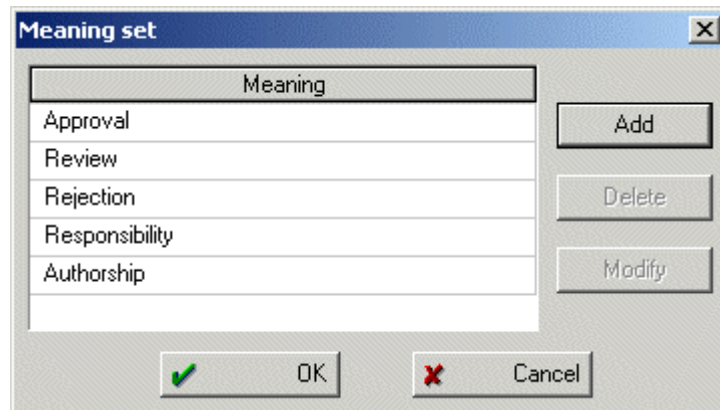 Meaning set
Meaning
Approval
Review
Rejection
Responsibility
Authorship
Add
Delete
Modify
OK
Cancel